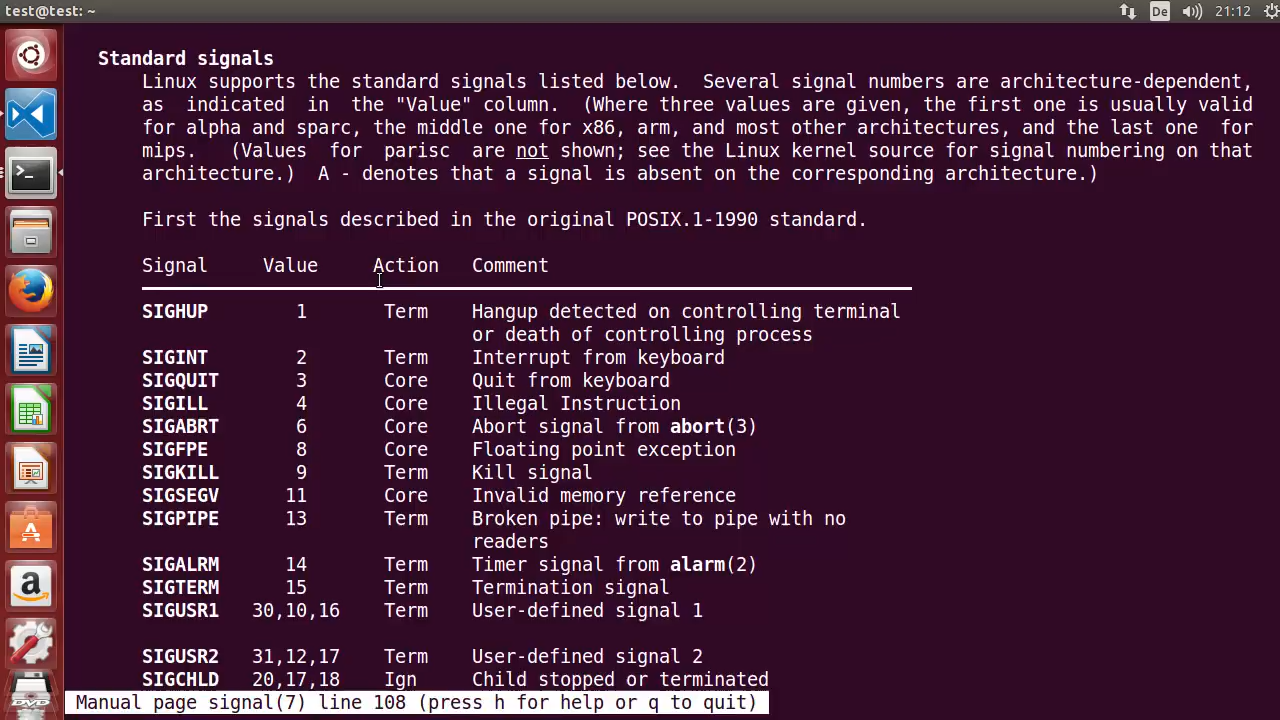 test@test: ~
De
21:12
Standard signals
Linux supports the standard signals listed below. Several signal numbers are architecture-dependent,
as indicated in the "Value" column. (Where three values are given, the first one is usually valid
for alpha and sparc, the middle one for x86, arm, and most other architectures, and the last one for
mips. (Values for parisc are not shown; see the Linux kernel source for signal numbering on that
architecture.) A - denotes that a signal is absent on the corresponding architecture.)
First the signals described in the original POSIX.1-1990 standard.
Signal Value Action Comment
SIGHUP 1 Term Hangup detected on controlling terminal
or death of controlling process
SIGINT 2 Term Interrupt from keyboard
SIGQUIT 3 Core Quit from keyboard
SIGILL 4 Core Illegal Instruction
SIGABRT 6 Core Abort signal from abort(3)
SIGFPE 8 Core Floating point exception
SIGKILL 9 Term Kill signal
SIGSEGV 11 Core Invalid memory reference
SIGPIPE 13 Term Broken pipe: write to pipe with no
readers
SIGALRM 14 Term Timer signal from alarm(2)
SIGTERM 15 Term Termination signal
SIGUSR1 30,10,16 Term User-defined signal 1
SIGUSR2 31,12,17 Term User-defined signal 2
SIGCHLD 20,17,18 Ign Child stopped or terminated
Manual page signal(7) line 108 (press h for help or q to quit)
DVD